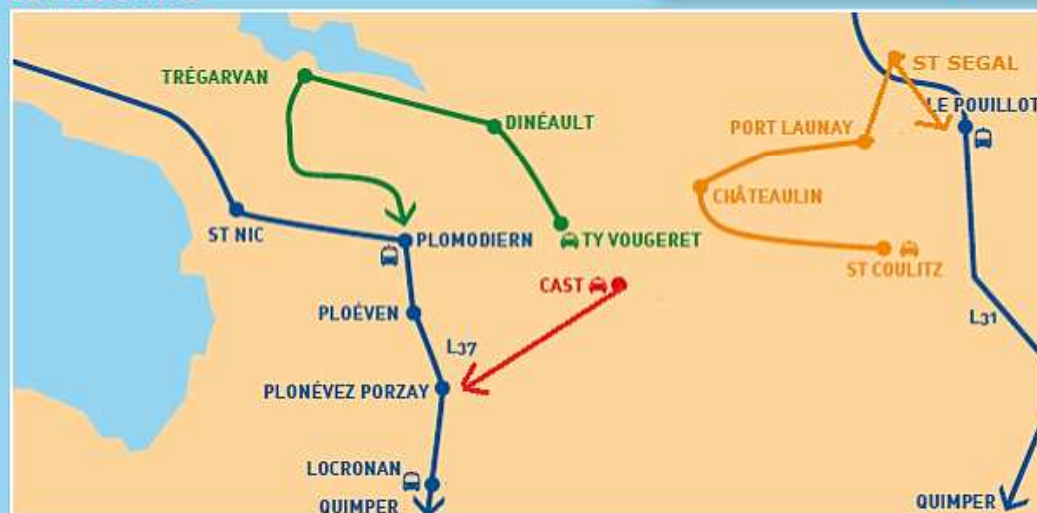 ST SEGAL
TRÉGARVAN
LE POUILLOT
DINÉAULT
PORT LAUNAY
CHÂTEAULIN
ST NIC
PLOMODIERN
TY VOUGERET
ST COULITZ
CAST
PLOÉVEN
L31
L37
PLONÉVEZ PORZAY
LOCRONAN
QUIMPER
QUIMPER